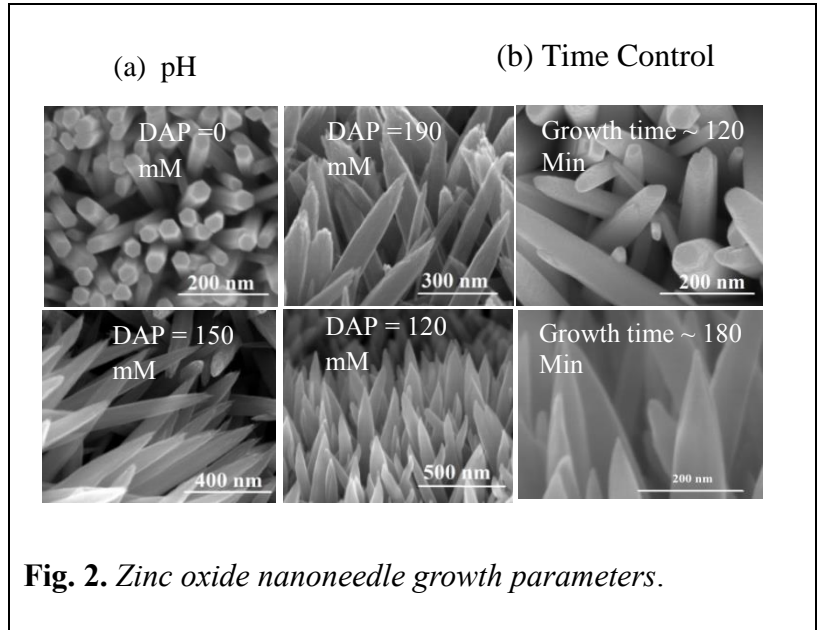 (a) pH
(b) Time Control
DAP =0
mM
200 nm
DAP =190
mM
300 nm
Growth time ~ 120
Min
200 nm
DAP = 150
mM
400 nm
DAP = 120
mM
500 nm
Growth time ~ 180
Min
200 nm
Fig. 2. Zinc oxide nanoneedle growth parameters.